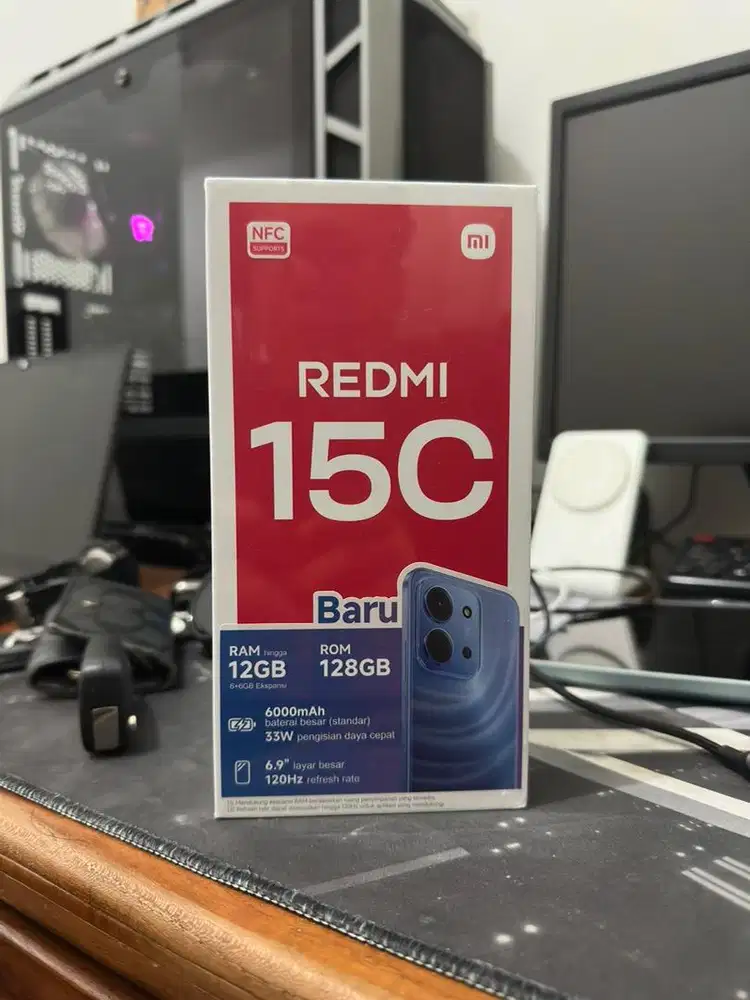 NFC
SUPPORTS
mi
REDMI
15C
Baru
RAM hingga
12GB
6+6GB Ekspansi
ROM
128GB
6000mAh
baterai besar (standar)
33W pengisian daya cepat
6.9" layar besar
120Hz refresh rate